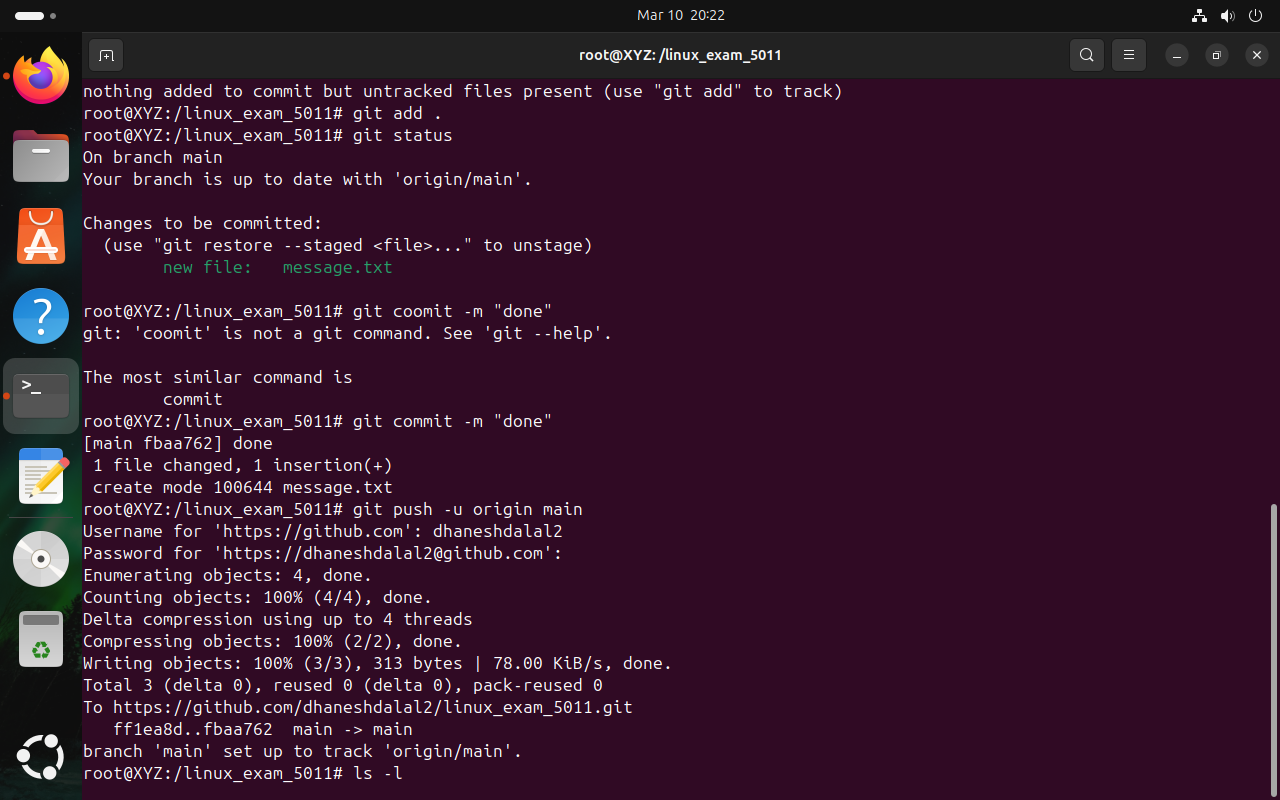 Mar 10 20:22
root@XYZ: /linux_exam_5011
nothing added to commit but untracked files present (use "git add" to track)
root@XYZ:/linux_exam_5011# git add .
root@XYZ:/linux_exam_5011# git status
On branch main
Your branch is up to date with 'origin/main'.

Changes to be committed:
  (use "git restore --staged <file>..." to unstage)
        new file:   message.txt

root@XYZ:/linux_exam_5011# git coomit -m "done"
git: 'coomit' is not a git command. See 'git --help'.

The most similar command is
        commit
root@XYZ:/linux_exam_5011# git commit -m "done"
[main fbaa762] done
 1 file changed, 1 insertion(+)
 create mode 100644 message.txt
root@XYZ:/linux_exam_5011# git push -u origin main
Username for 'https://github.com': dhaneshdalal2
Password for 'https://dhaneshdalal2@github.com':
Enumerating objects: 4, done.
Counting objects: 100% (4/4), done.
Delta compression using up to 4 threads
Compressing objects: 100% (2/2), done.
Writing objects: 100% (3/3), 313 bytes | 78.00 KiB/s, done.
Total 3 (delta 0), reused 0 (delta 0), pack-reused 0
To https://github.com/dhaneshdalal2/linux_exam_5011.git
   ff1ea8d..fbaa762  main -> main
branch 'main' set up to track 'origin/main'.
root@XYZ:/linux_exam_5011# ls -l